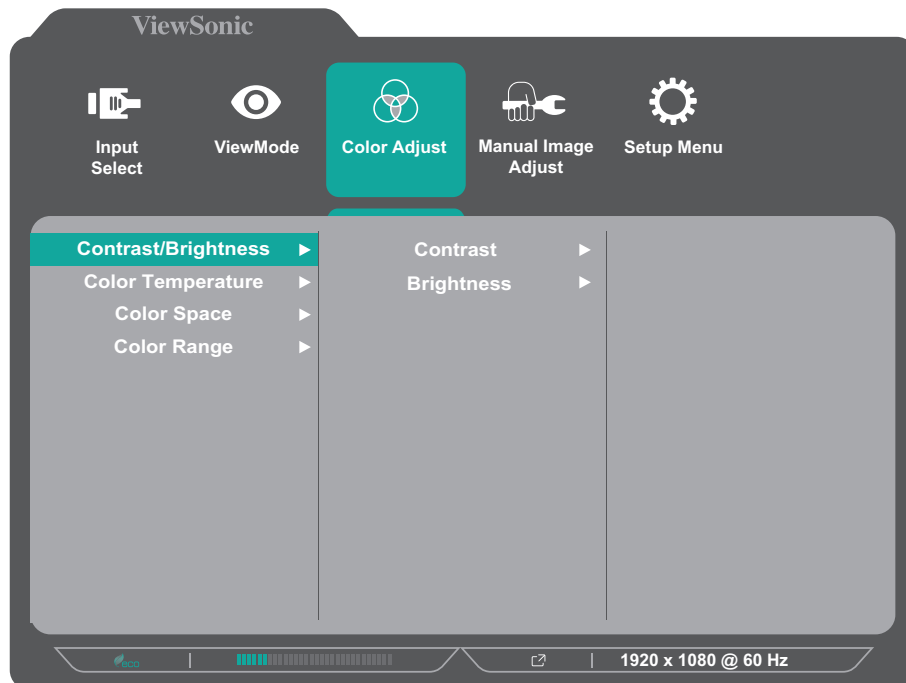 ViewSonic
Input Select
ViewMode
Color Adjust
Manual Image Adjust
Setup Menu
Contrast/Brightness
Contrast
Color Temperature
Brightness
Color Space
Color Range
eco
1920 x 1080 @ 60 Hz